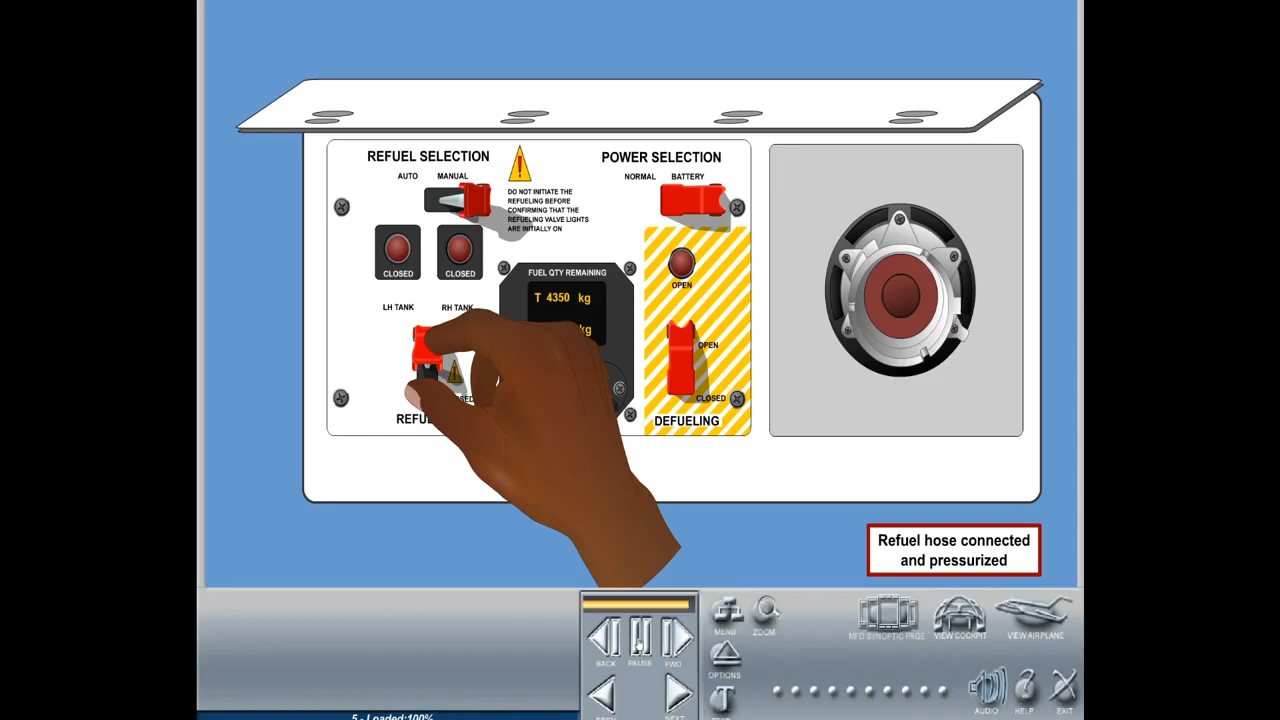 REFUEL SELECTION
AUTO MANUAL
DO NOT INITIATE THE
REFUELING BEFORE
CONFIRMING THAT THE
REFUELING VALVE LIGHTS
ARE INITIALLY ON
POWER SELECTION
NORMAL BATTERY
CLOSED
CLOSED
LH TANK
RH TANK
FUEL QTY REMAINING
T 4350 kg
kg
OPEN
OPEN
CLOSED
DEFUELING
Refuel hose connected
and pressurized
BACK
PAUSE
FWD
MENU
ZOOM
OPTIONS
MFD SYNOPTIC PAGE
VIEW COCKPIT
VIEW AIRPLANE
AUDIO
HELP
EXIT
5 - Loaded:100%